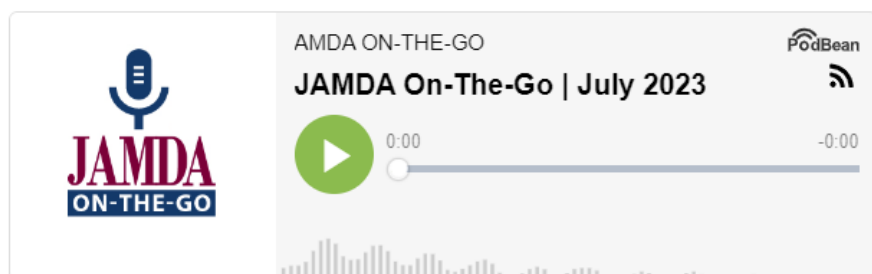 JAMDA
ON-THE-GO
AMDA ON-THE-GO
PodBean
JAMDA On-The-Go | July 2023
0:00
-0:00